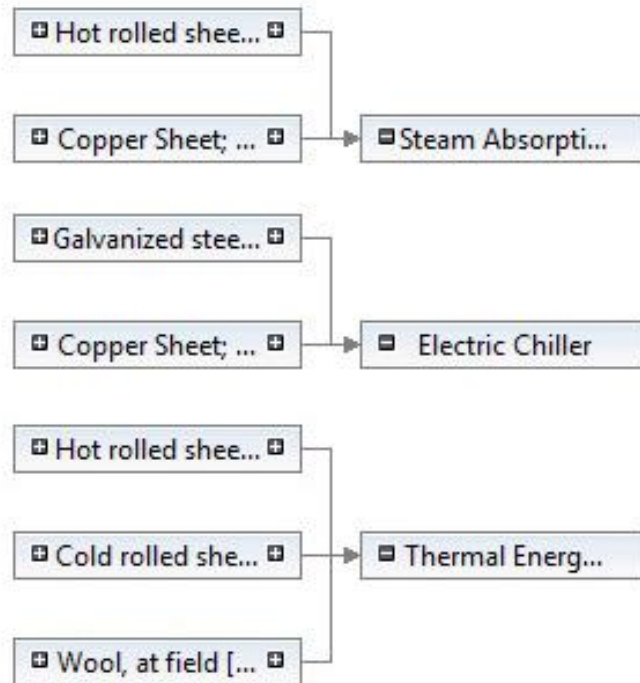 Hot rolled shee...
Copper Sheet; ...
Steam Absorpti...
Galvanized stee...
Copper Sheet; ...
Electric Chiller
Hot rolled shee...
Cold rolled she...
Thermal Energ...
Wool, at field [...